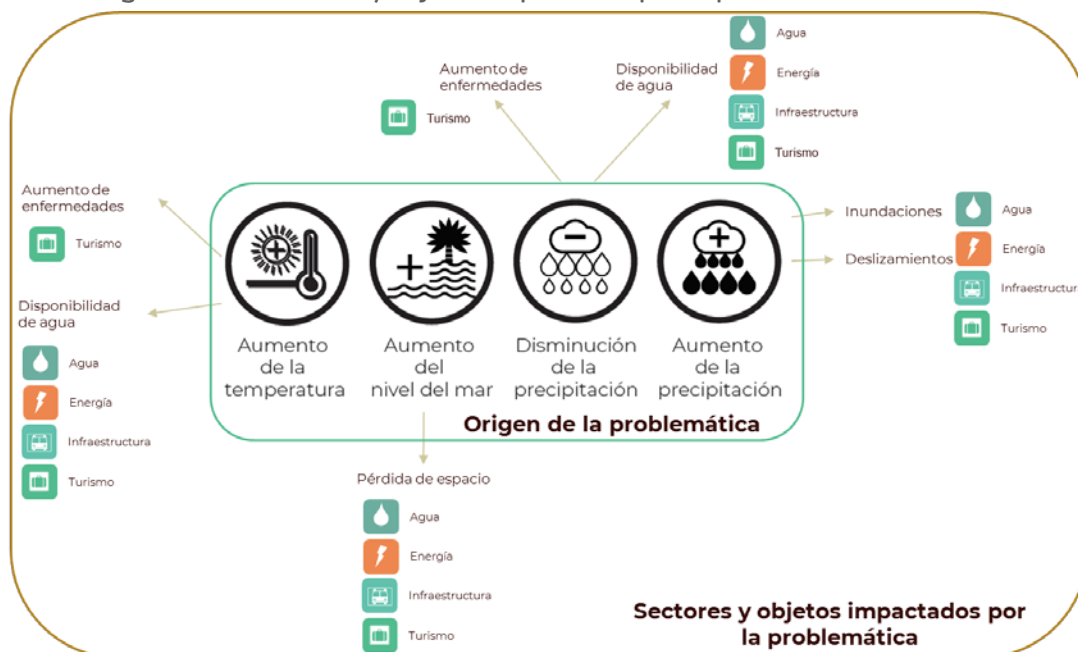 Agua
Aumento de
enfermedades
Disponibilidad
de agua
Energía
Turismo
Infraestructura
Turismo
Aumento de
enfermedades
Turismo
Inundaciones
Agua
Deslizamientos
Energía
Infraestructur
Turismo
Disponibilidad
de agua
Agua
Energía
Infraestructura
Turismo
Aumento
de la
temperatura
Aumento
del
nivel del mar
Disminución
de la
precipitación
Aumento
de la
precipitación
Origen de la problemática
Pérdida de espacio
Agua
Energía
Infraestructura
Turismo
Sectores y objetos impactados por
la problemática